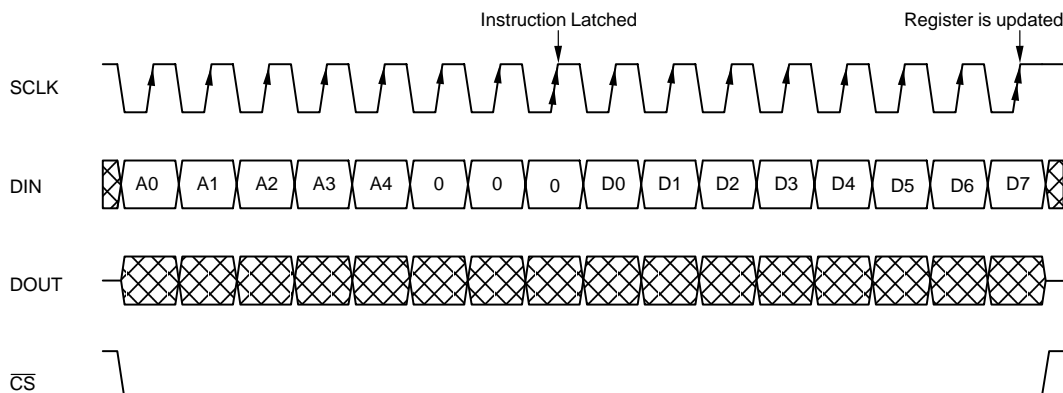 Instruction Latched Register is updated
SCLK
DIN A0 A1 A2 A3 A4 0 0 0 D0 D1 D2 D3 D4 D5 D6 D7
DOUT
CS